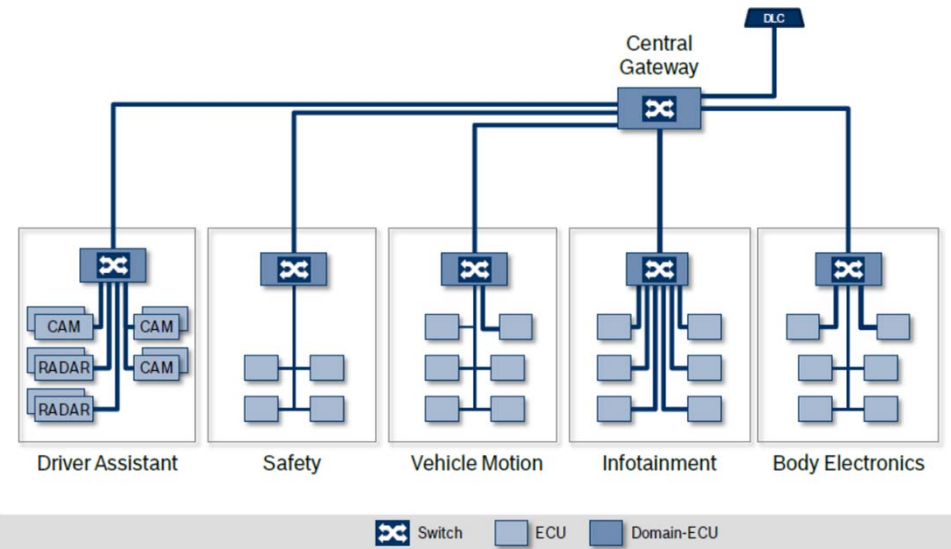 DLC
Central
Gateway
CAM
CAM
RADAR
CAM
RADAR
Driver Assistant
Safety
Vehicle Motion
Infotainment
Body Electronics
Switch
ECU
Domain-ECU